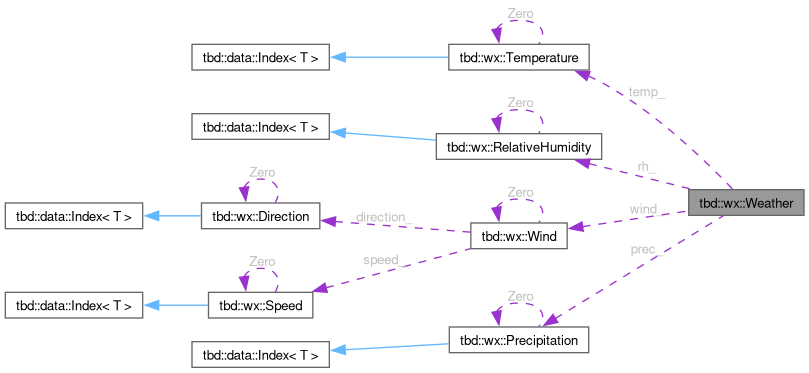 Zero
tbd::data::Index< T >
tbd::wx::Temperature
temp_
Zero
tbd::data::Index< T >
tbd::wx::RelativeHumidity
rh_
Zero
Zero
tbd::wx::Weather
tbd::data::Index< T >
tbd::wx::Direction
direction_
wind_
tbd::wx::Wind
prec_
Zero
speed_
Zero
tbd::data::Index< T >
tbd::wx::Speed
tbd::wx::Precipitation
tbd::data::Index< T >